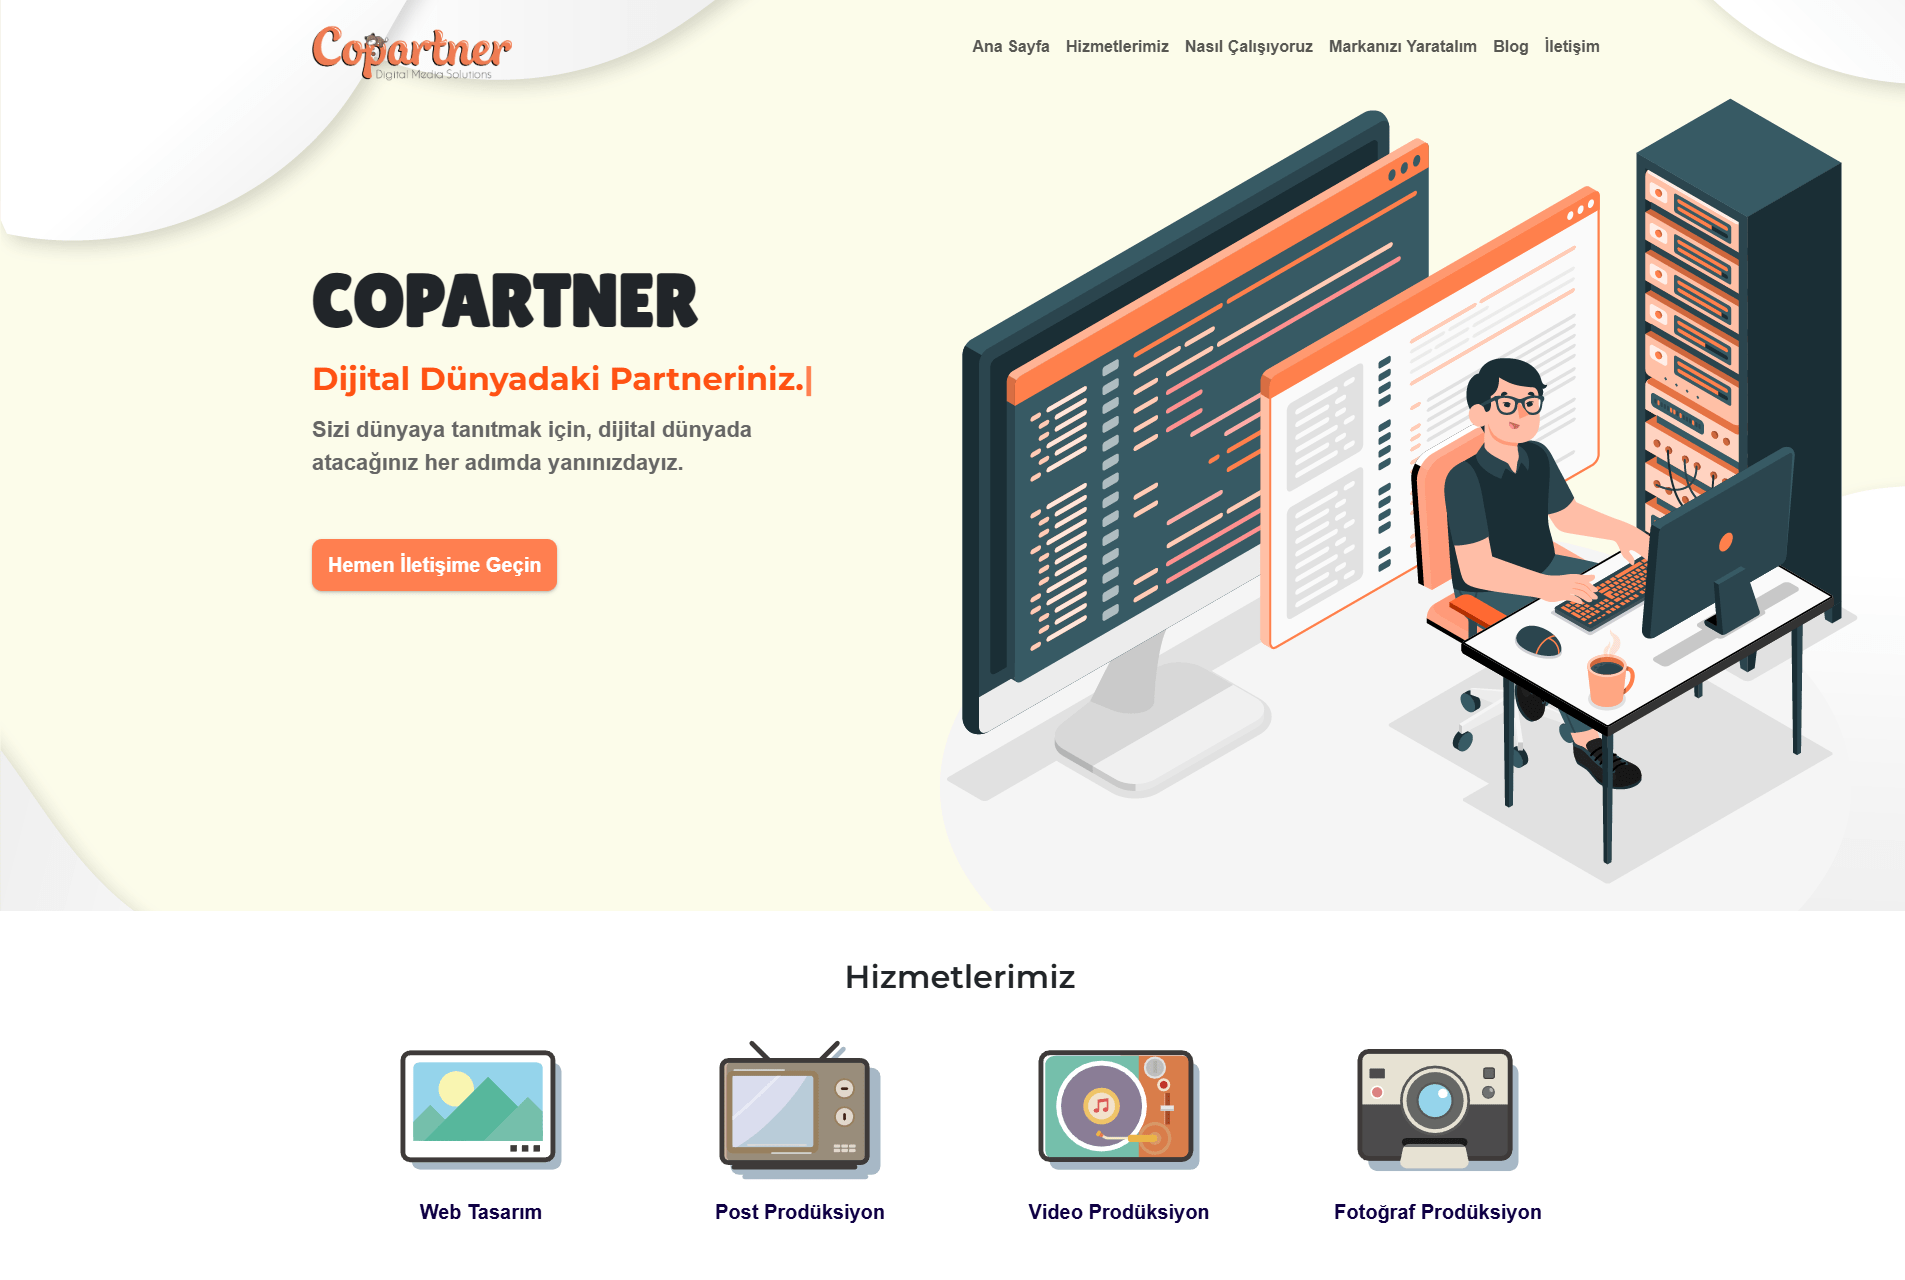 Copartner
Digital Media Solutions
Ana Sayfa Hizmetlerimiz Nasıl Çalışıyoruz Markanızı Yaratalım Blog İletişim
COPARTNER
Dijital Dünyadaki Partneriniz.|
Sizi dünyaya tanıtmak için, dijital dünyada
atacağınız her adımda yanınızdayız.
Hemen İletişime Geçin
Hizmetlerimiz
Web Tasarım Post Prodüksiyon Video Prodüksiyon Fotoğraf Prodüksiyon